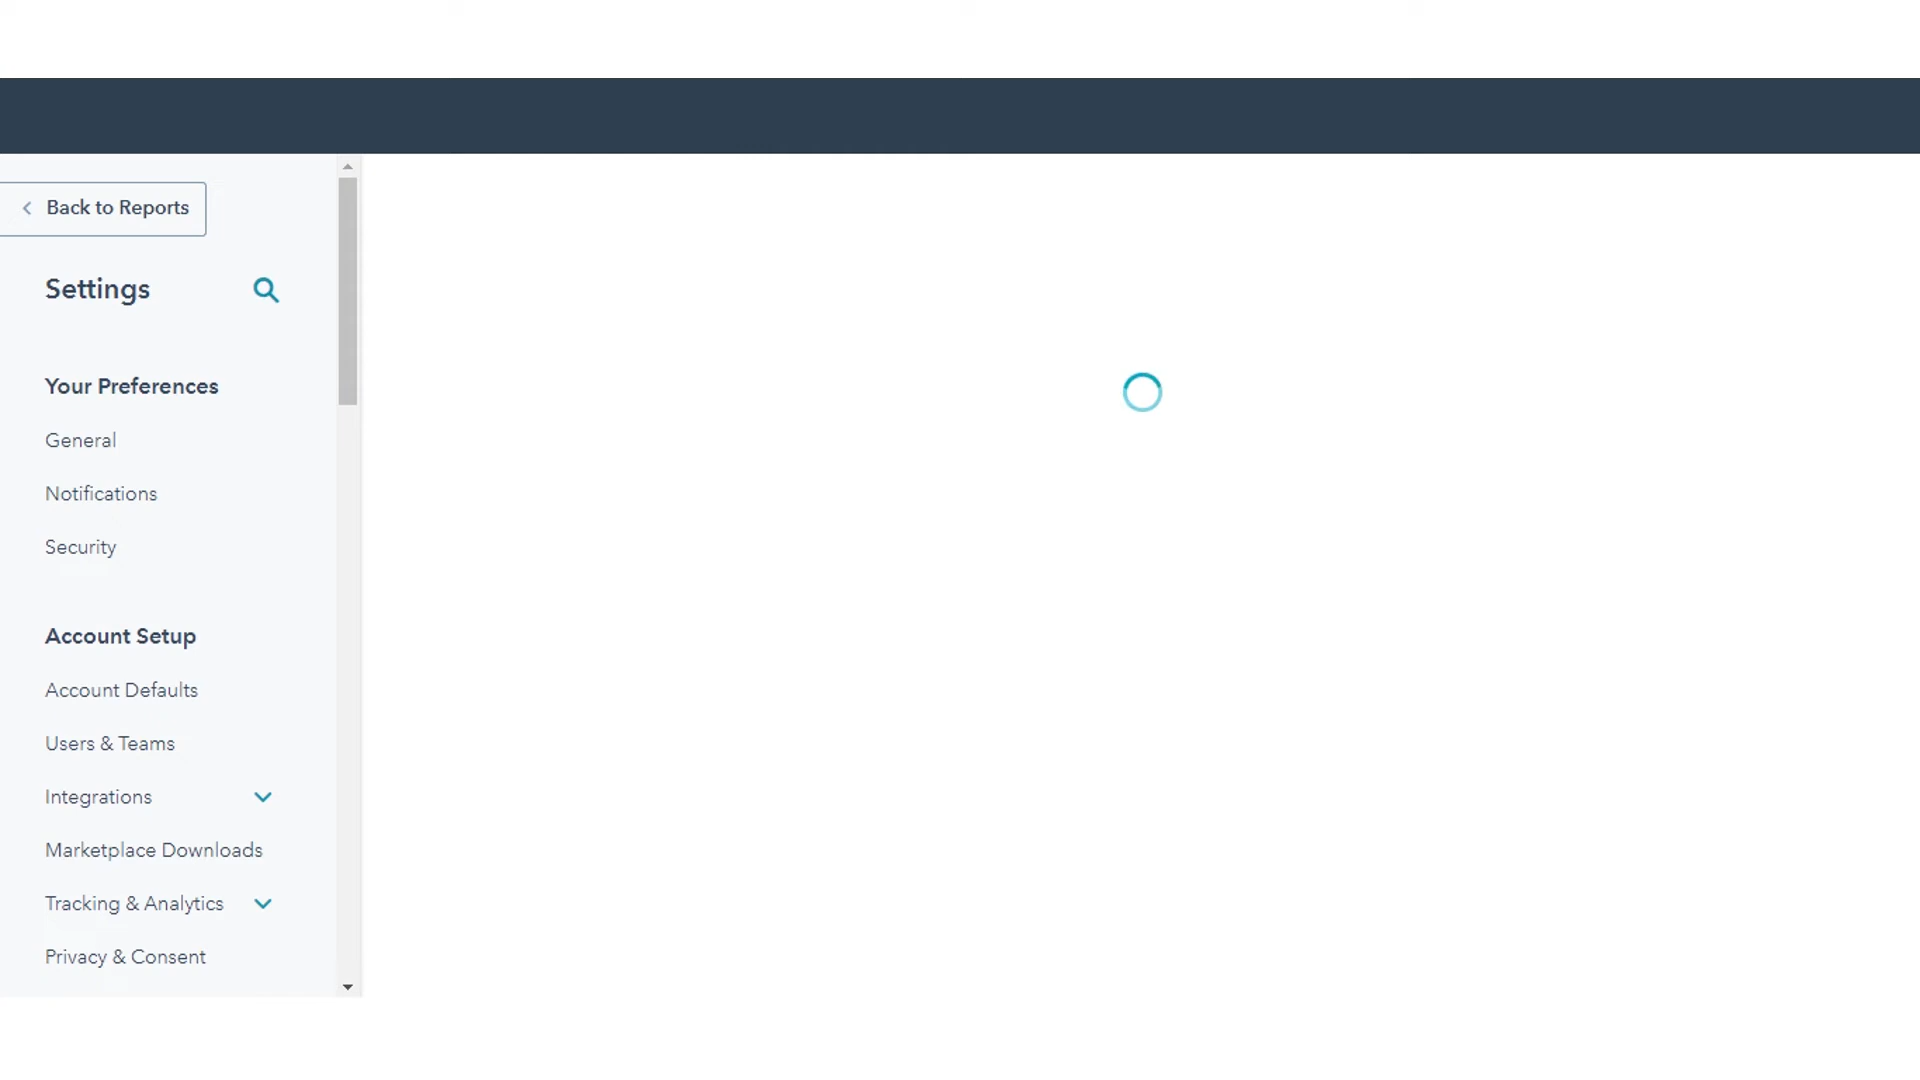 Back to Reports
Settings
Your Preferences
General
Notifications
Security
Account Setup
Account Defaults
Users & Teams
Integrations
Marketplace Downloads
Tracking & Analytics
Privacy & Consent